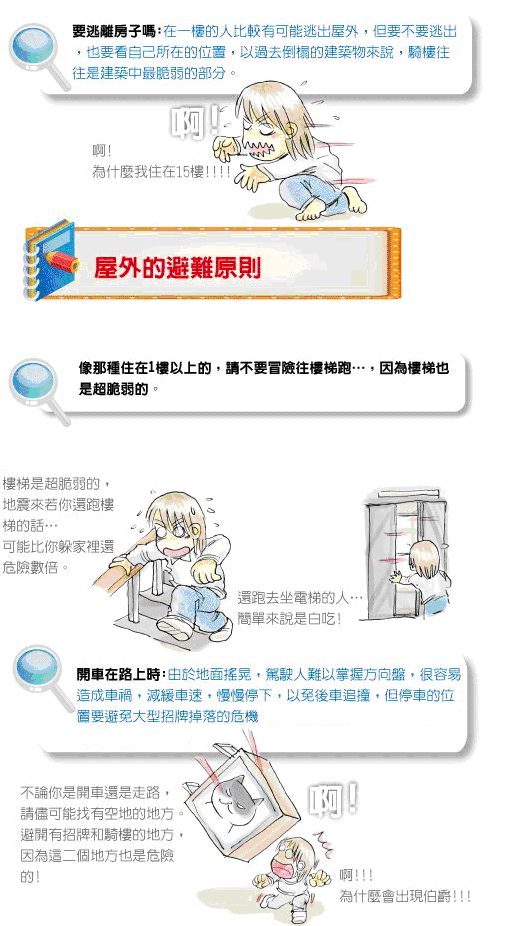 要逃離房子嗎:在一樓的人比較有可能逃出屋外，但要不要逃出
，也要看自己所在的位置，以過去倒榻的建築物來說，騎樓往
往是建築中最脆弱的部分。
啊!
啊!
為什麼我住在15樓!!!!
屋外的避難原則
像那種住在1樓以上的，請不要冒險往樓梯跑…，因為樓梯也
是超脆弱的。
樓梯是超脆弱的，
地震來若你還跑樓
梯的話…
可能比你躲家裡還
危險數倍。
還跑去坐電梯的人…
簡單來說是白吃!
開車在路上時:由於地面搖晃，駕駛人難以掌握方向盤，很容易
造成車禍，減緩車速，慢慢停下，以免後車追撞，但停車的位
置要避免大型招牌掉落的危機
不論你是開車還是走路，
請儘可能找有空地的地方。
避開有招牌和騎樓的地方，
因為這二個地方也是危險
的!
啊!
啊!!!
為什麼會出現伯爵!!!